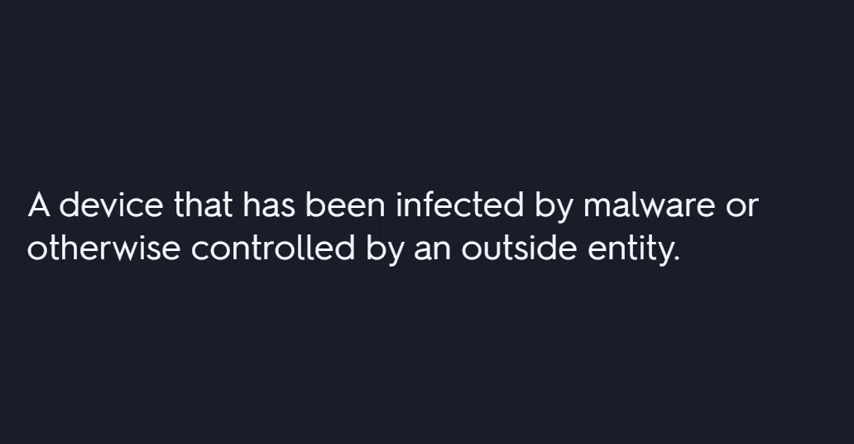 A device that has been infected by malware or
otherwise controlled by an outside entity.